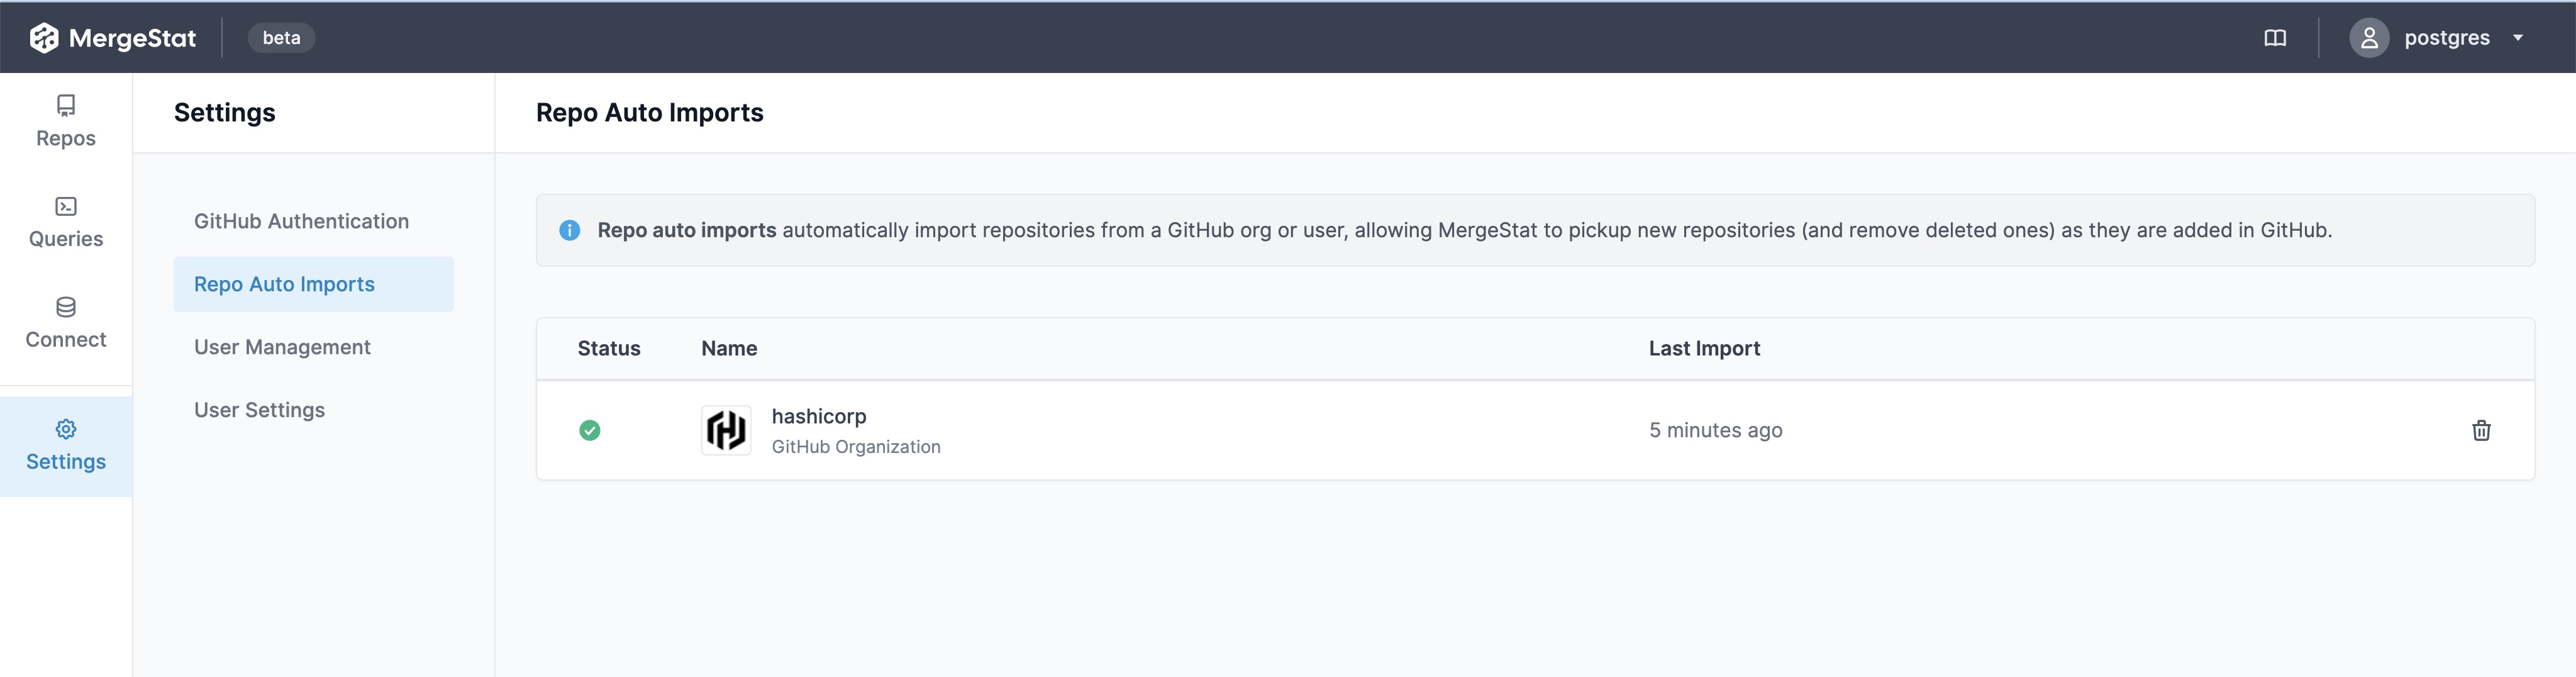 MergeStat
beta
postgres
Repos
Queries
Connect
Settings
Settings
GitHub Authentication
Repo Auto Imports
User Management
User Settings
Repo Auto Imports
Repo auto imports automatically import repositories from a GitHub org or user, allowing MergeStat to pickup new repositories (and remove deleted ones) as they are added in GitHub.
Status Name Last Import
hashicorp
GitHub Organization
5 minutes ago